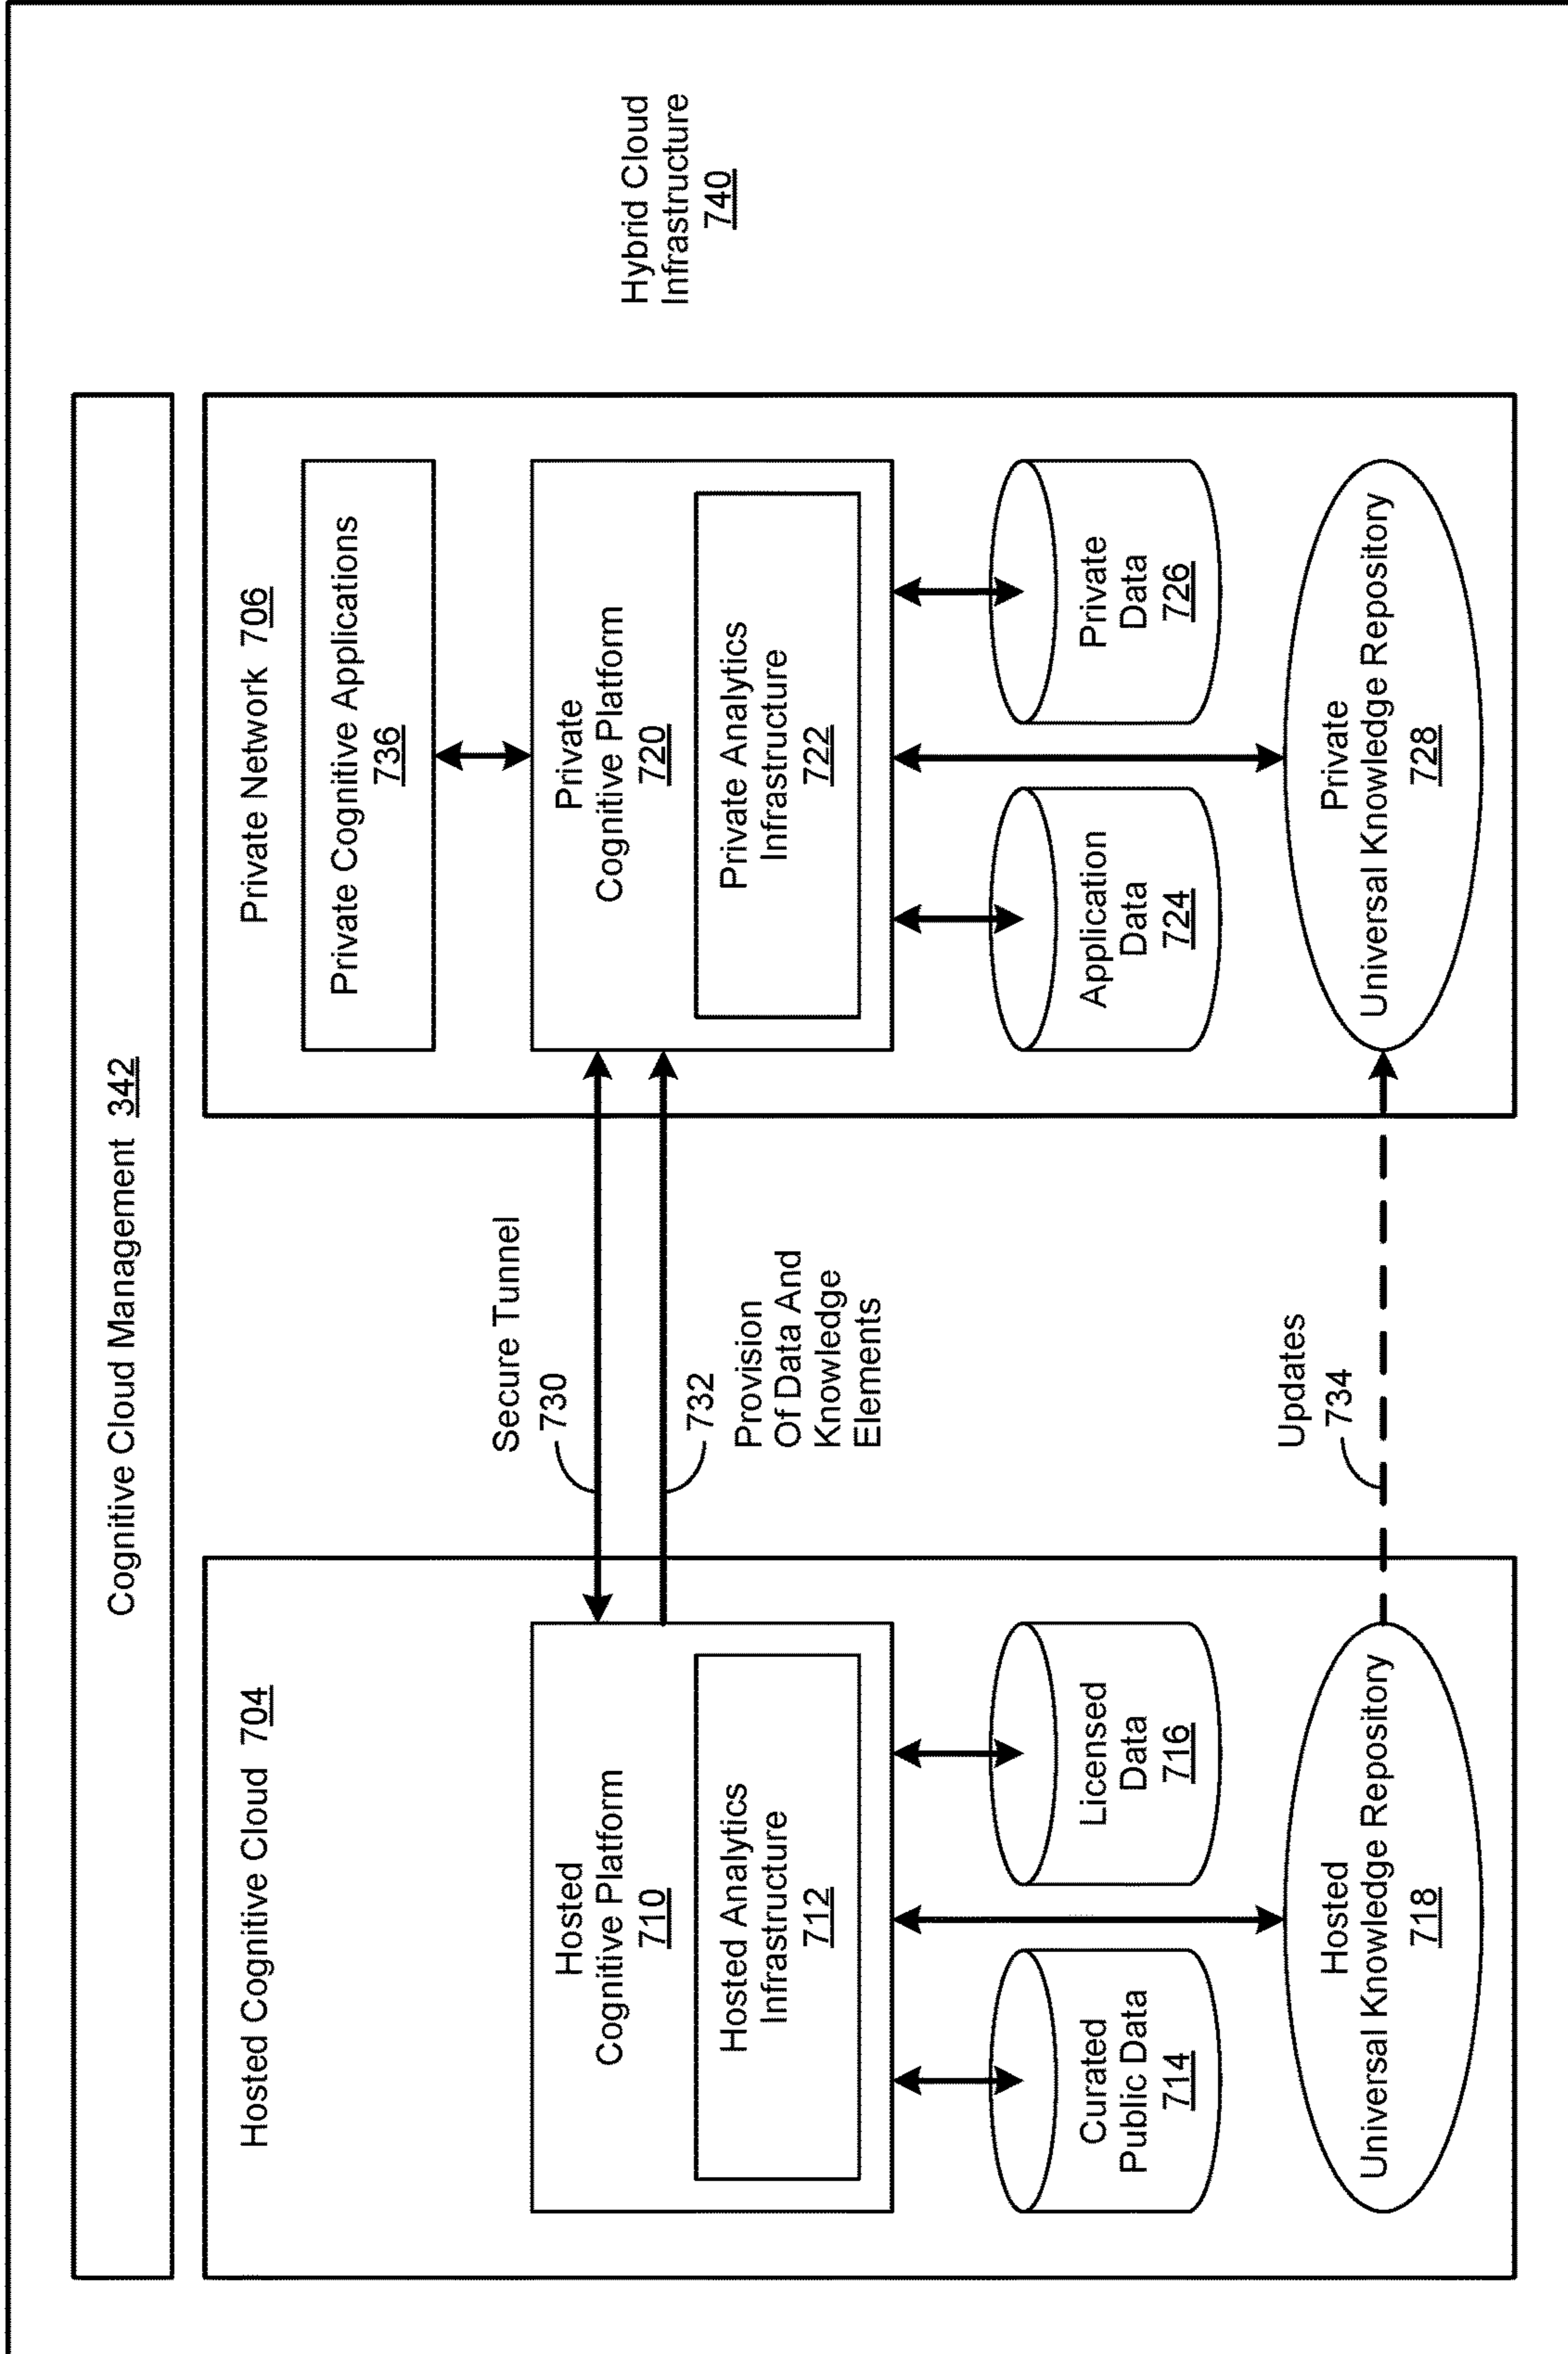 Cognitive Cloud Management 342
Hosted Cognitive Cloud 704
Hosted
Cognitive Platform
710
Hosted Analytics
Infrastructure
712
Curated
Public Data
714
Licensed
Data
716
Hosted
Universal Knowledge Repository
718
Secure Tunnel
730
732
Provision
Of Data And
Knowledge
Elements
Updates
734
Private Network 706
Private Cognitive Applications
736
Private
Cognitive Platform
720
Private Analytics
Infrastructure
722
Application
Data
724
Private
Data
726
Private
Universal Knowledge Repository
728
Hybrid Cloud
Infrastructure
740